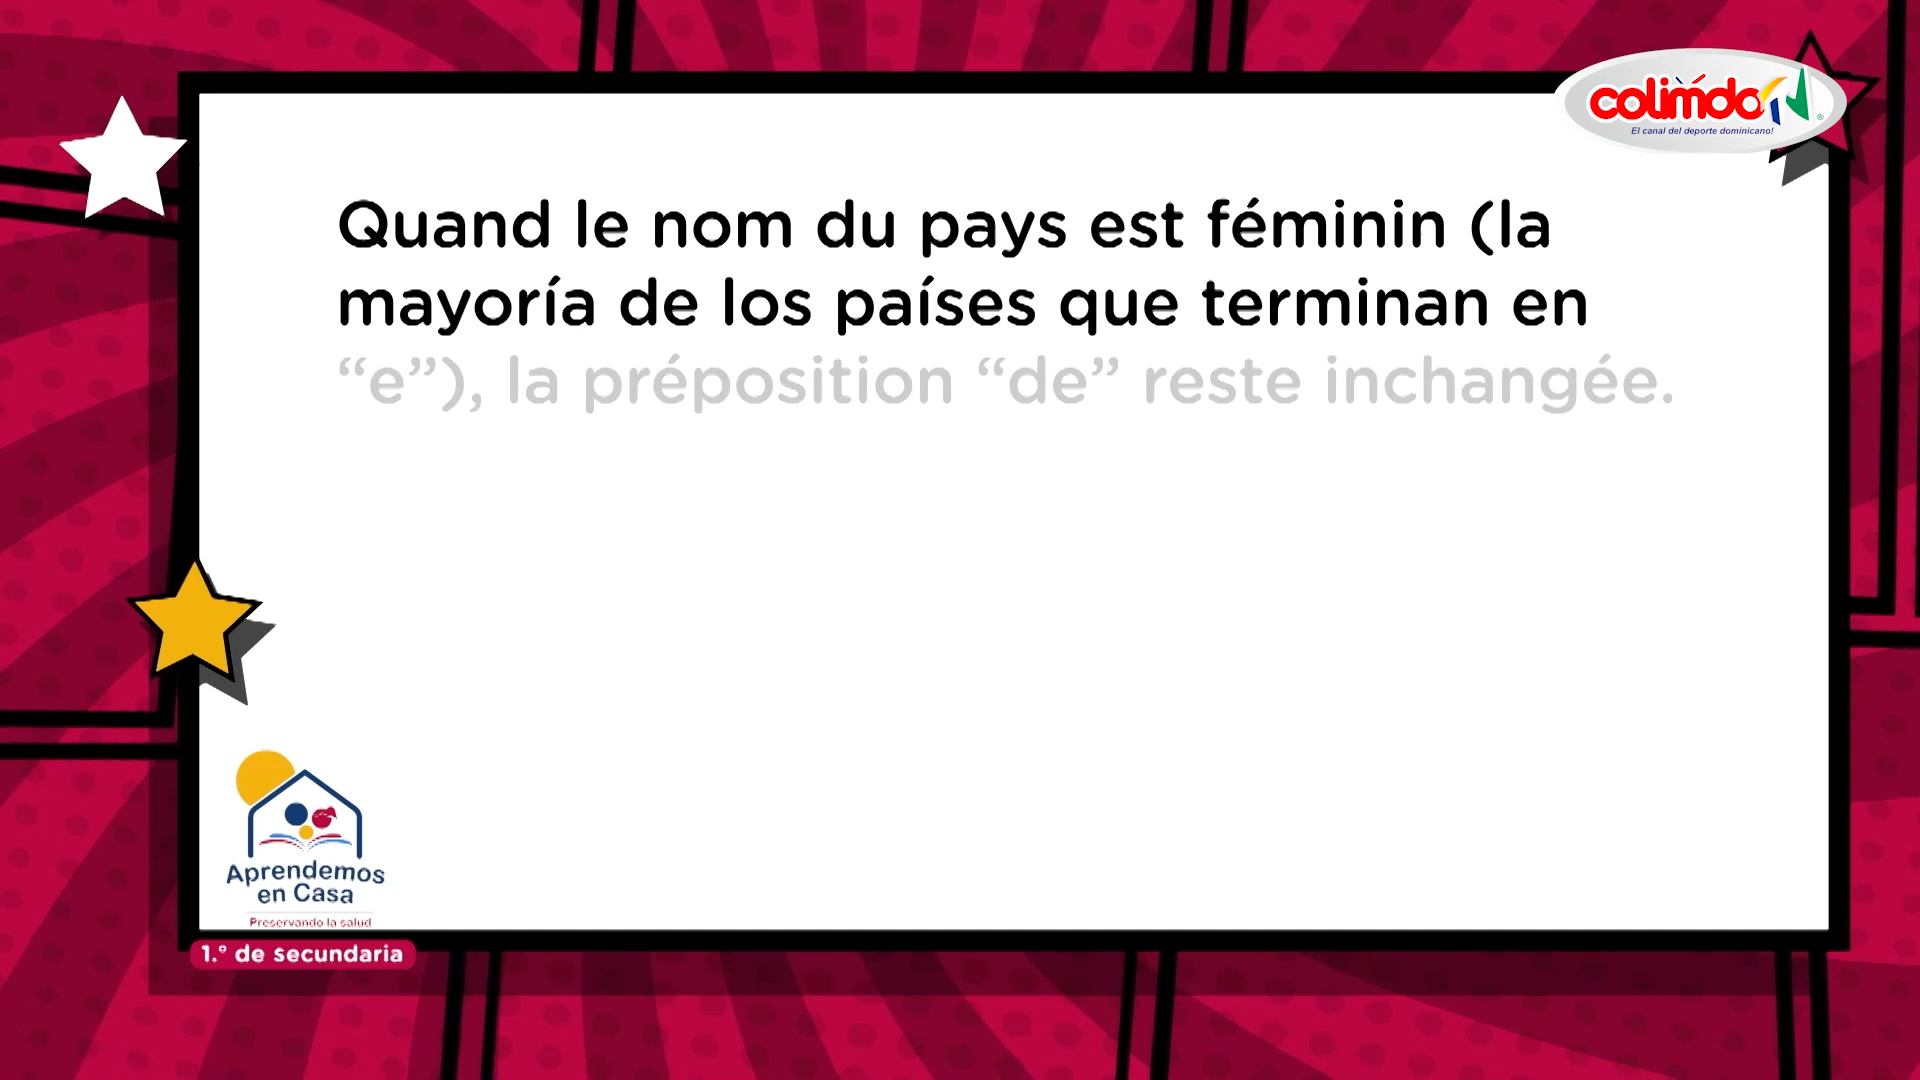 colimdo
El canal del deporte dominicano!
Quand le nom du pays est féminin (la
mayoría de los países que terminan en
“e”), la préposition “de” reste inchangée.
Aprendemos
en Casa
Preservando la salud
1.° de secundaria